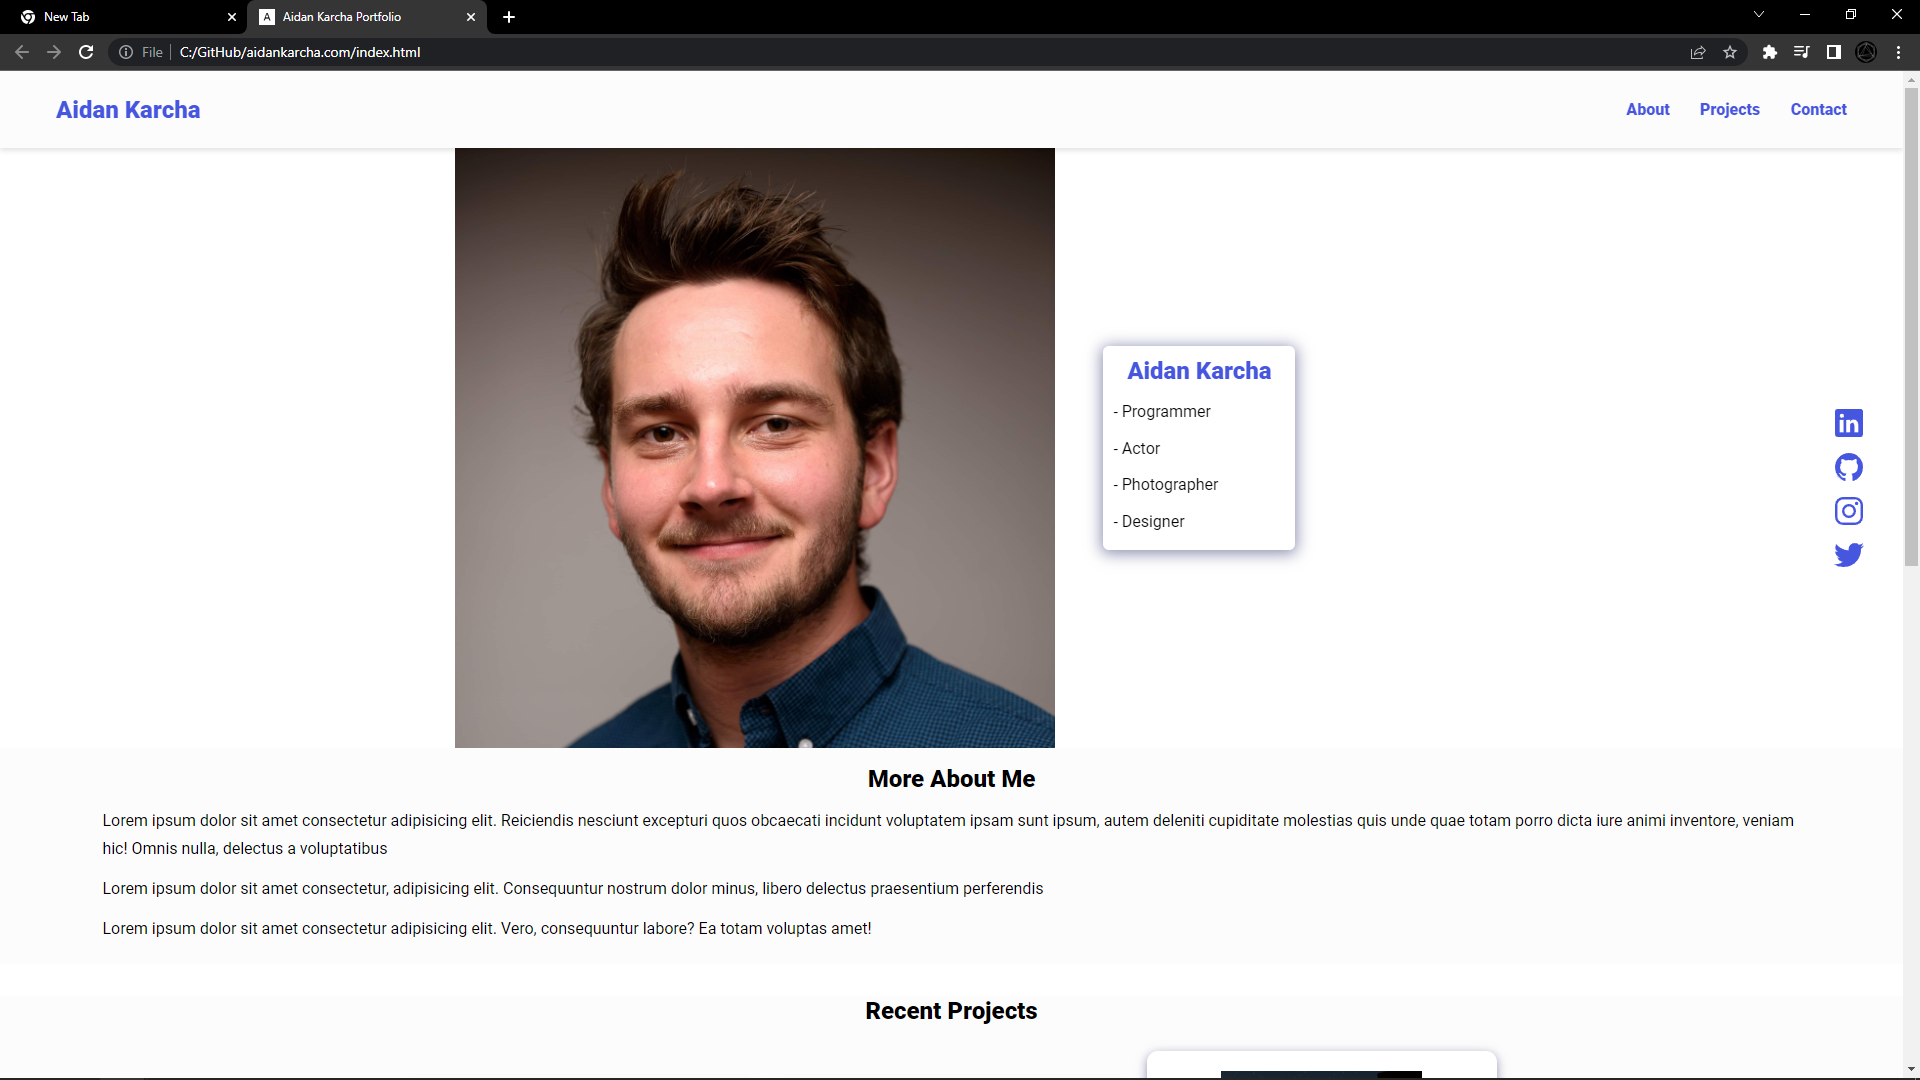 New Tab
A Aidan Karcha Portfolio
File C:/GitHub/aidankarcha.com/index.html
Aidan Karcha
About Projects Contact
Aidan Karcha
- Programmer
- Actor
- Photographer
- Designer
in
More About Me
Lorem ipsum dolor sit amet consectetur adipisicing elit. Reiciendis nesciunt excepturi quos obcaecati incidunt voluptatem ipsam sunt ipsum, autem deleniti cupiditate molestias quis unde quae totam porro dicta iure animi inventore, veniam
hic! Omnis nulla, delectus a voluptatibus
Lorem ipsum dolor sit amet consectetur, adipisicing elit. Consequuntur nostrum dolor minus, libero delectus praesentium perferendis
Lorem ipsum dolor sit amet consectetur adipisicing elit. Vero, consequuntur labore? Ea totam voluptas amet!
Recent Projects